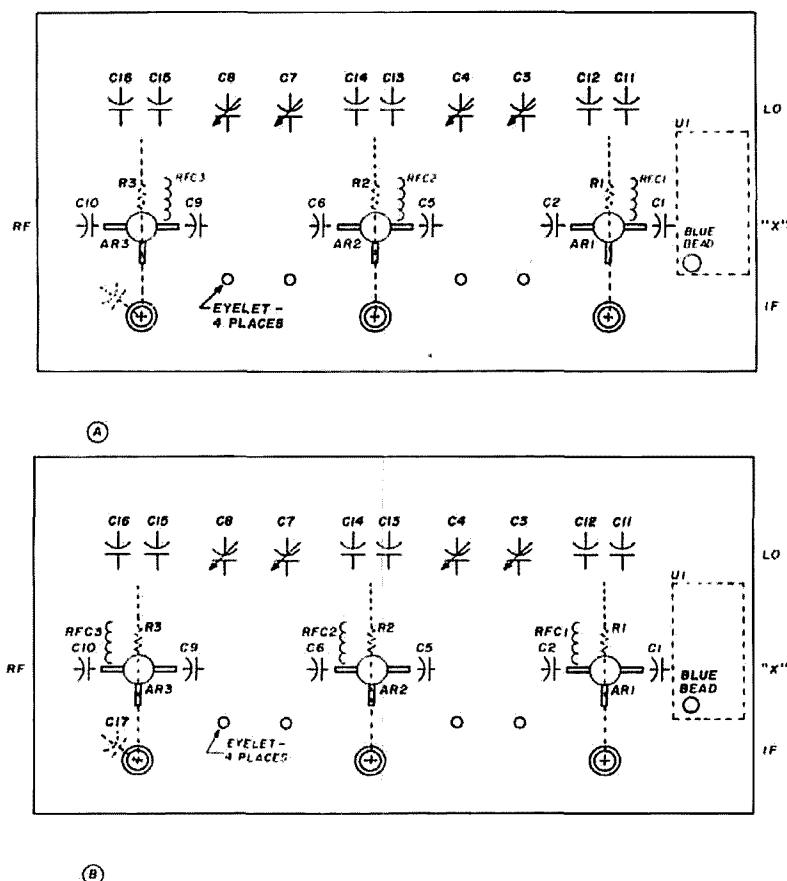 C16 C15 C8 C7 C14 C13 C4 C3 C12 C11
LO
U1
R3 RFC3 R2 RFC2 R1 RFC1
C10 C9 C6 C5 C2 C1
RF "X"
AR3 AR2 AR1 BLUE
BEAD
EYELET-
4 PLACES
IF
A
C16 C15 C8 C7 C14 C13 C4 C3 C12 C11
LO
U1
RFC3 R3 RFC2 R2 RFC1 R1
C10 C9 C6 C5 C2 C1
RF "X"
AR3 AR2 AR1 BLUE
BEAD
C17
EYELET-
4 PLACES
IF
B